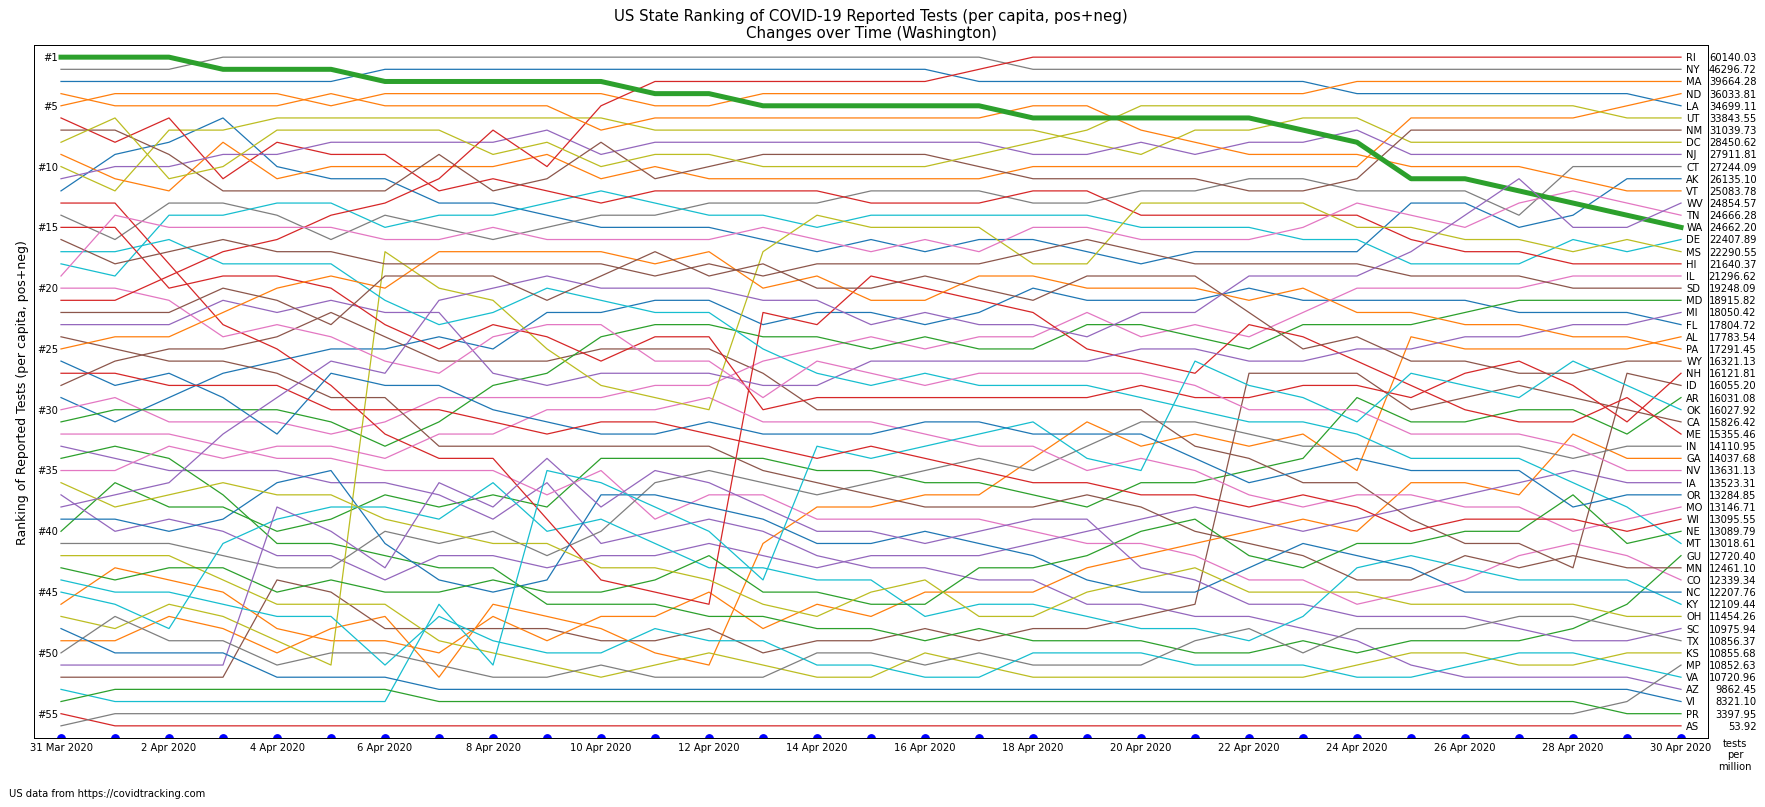 US State Ranking of COVID-19 Reported Tests (per capita, pos+neg)
Changes over Time (Washington)
Ranking of Reported Tests (per capita, pos+neg)
#1
#5
#10
#15
#20
#25
#30
#35
#40
#45
#50
#55
RI 60140.03
NY 46296.72
MA 39664.28
ND 36033.81
LA 34699.11
UT 33843.55
NM 31039.73
DC 28450.62
NJ 27911.81
CT 27244.09
AK 26135.10
VT 25083.78
WV 24854.57
TN 24666.28
WA 24662.20
DE 22407.89
MS 22290.55
HI 21640.37
IL 21296.62
SD 19248.09
MD 18915.82
MI 18050.42
FL 17804.72
AL 17783.54
PA 17291.45
WY 16321.13
NH 16121.81
ID 16055.20
AR 16031.08
OK 16027.92
CA 15826.42
ME 15355.46
IN 14110.95
GA 14037.68
NV 13631.13
IA 13523.31
OR 13284.85
MO 13146.71
WI 13095.55
NE 13089.79
MT 13018.61
GU 12720.40
MN 12461.10
CO 12339.34
NC 12207.76
KY 12109.44
OH 11454.26
SC 10975.94
TX 10856.37
KS 10855.68
MP 10852.63
VA 10720.96
AZ 9862.45
VI 8321.10
PR 3397.95
AS 53.92
31 Mar 2020 2 Apr 2020 4 Apr 2020 6 Apr 2020 8 Apr 2020 10 Apr 2020 12 Apr 2020 14 Apr 2020 16 Apr 2020 18 Apr 2020 20 Apr 2020 22 Apr 2020 24 Apr 2020 26 Apr 2020 28 Apr 2020 30 Apr 2020
tests
per
million
US data from https://covidtracking.com